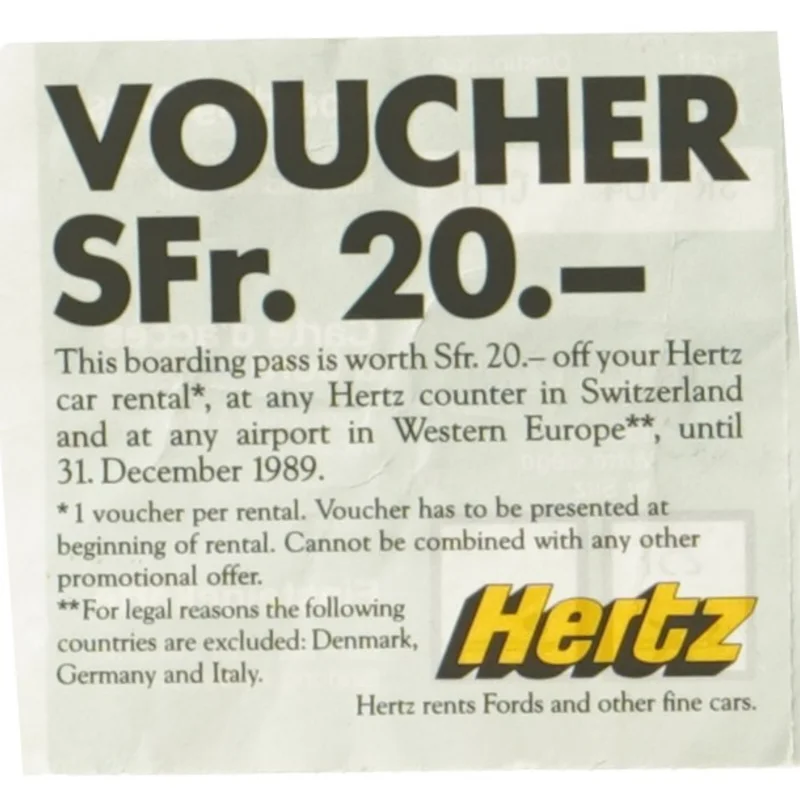 VOUCHER
SFr. 20.–
This boarding pass is worth Sfr. 20.– off your Hertz
car rental*, at any Hertz counter in Switzerland
and at any airport in Western Europe**, until
31. December 1989.
* 1 voucher per rental. Voucher has to be presented at
beginning of rental. Cannot be combined with any other
promotional offer.
**For legal reasons the following
countries are excluded: Denmark,
Germany and Italy.
Hertz
Hertz rents Fords and other fine cars.